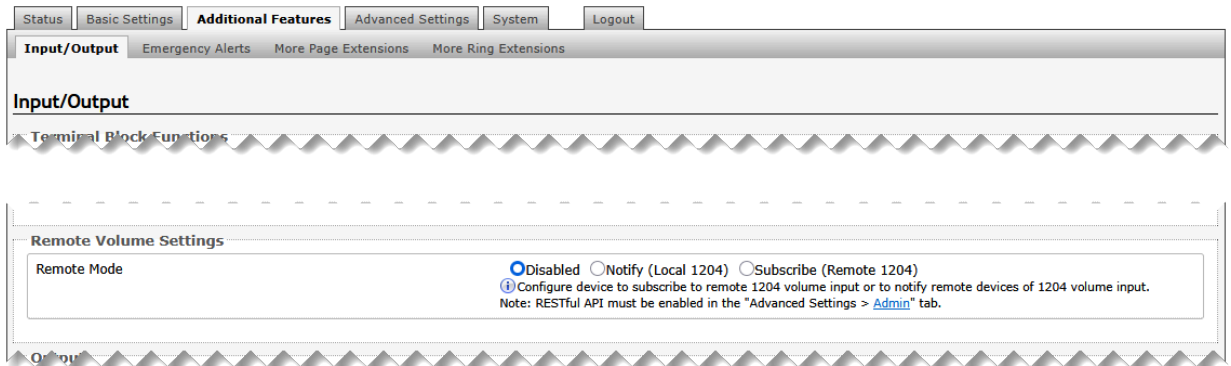 Status Basic Settings Additional Features Advanced Settings System Logout
Input/Output Emergency Alerts More Page Extensions More Ring Extensions
Input/Output
Terminal Block Functions
Remote Volume Settings
Remote Mode Disabled Notify (Local 1204) Subscribe (Remote 1204)
Configure device to subscribe to remote 1204 volume input or to notify remote devices of 1204 volume input.
Note: RESTful API must be enabled in the "Advanced Settings > Admin" tab.